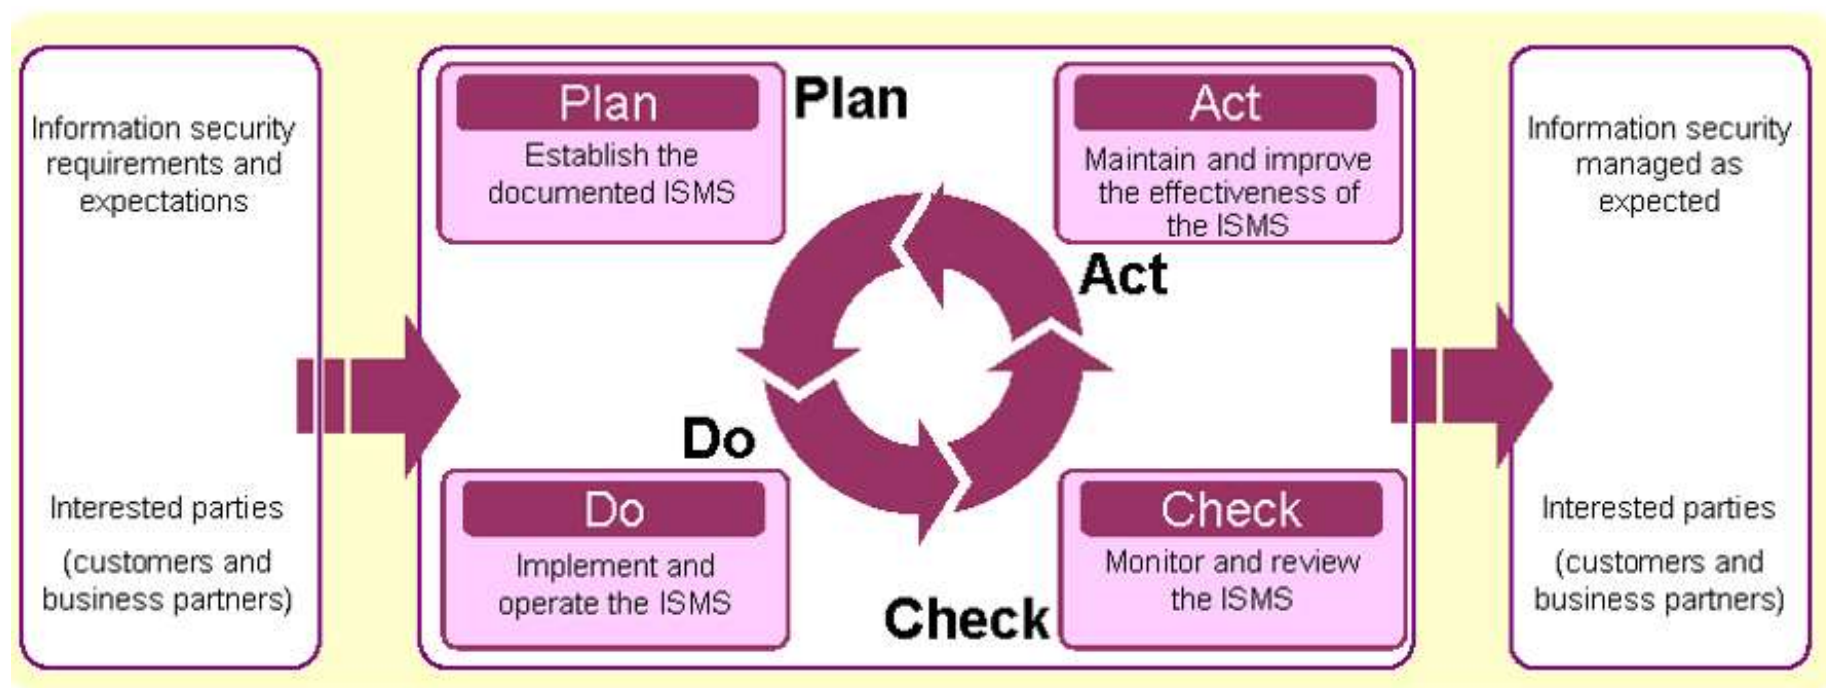 Information security
requirements and
expectations
Interested parties
(customers and
business partners)
Plan
Establish the
documented ISMS
Plan
Act
Maintain and improve
the effectiveness of
the ISMS
Act
Do
Do
Implement and
operate the ISMS
Check
Check
Monitor and review
the ISMS
Information security
managed as
expected
Interested parties
(customers and
business partners)